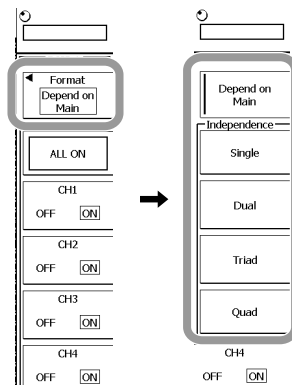 Format
Depend on
Main
ALL ON
CH1
OFF ON
CH2
OFF ON
CH3
OFF ON
CH4
OFF ON
Depend on
Main
Independence
Single
Dual
Triad
Quad
CH4
OFF ON